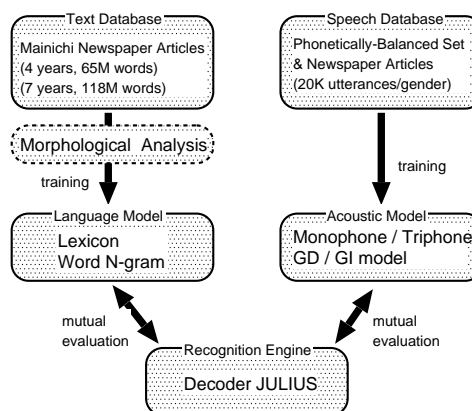 Text Database
Mainichi Newspaper Articles
(4 years, 65M words)
(7 years, 118M words)
Morphological Analysis
training
Language Model
Lexicon
Word N-gram
mutual
evaluation
Speech Database
Phonetically-Balanced Set
& Newspaper Articles
(20K utterances/gender)
training
Acoustic Model
Monophone / Triphone
GD / GI model
mutual
evaluation
Recognition Engine
Decoder JULIUS